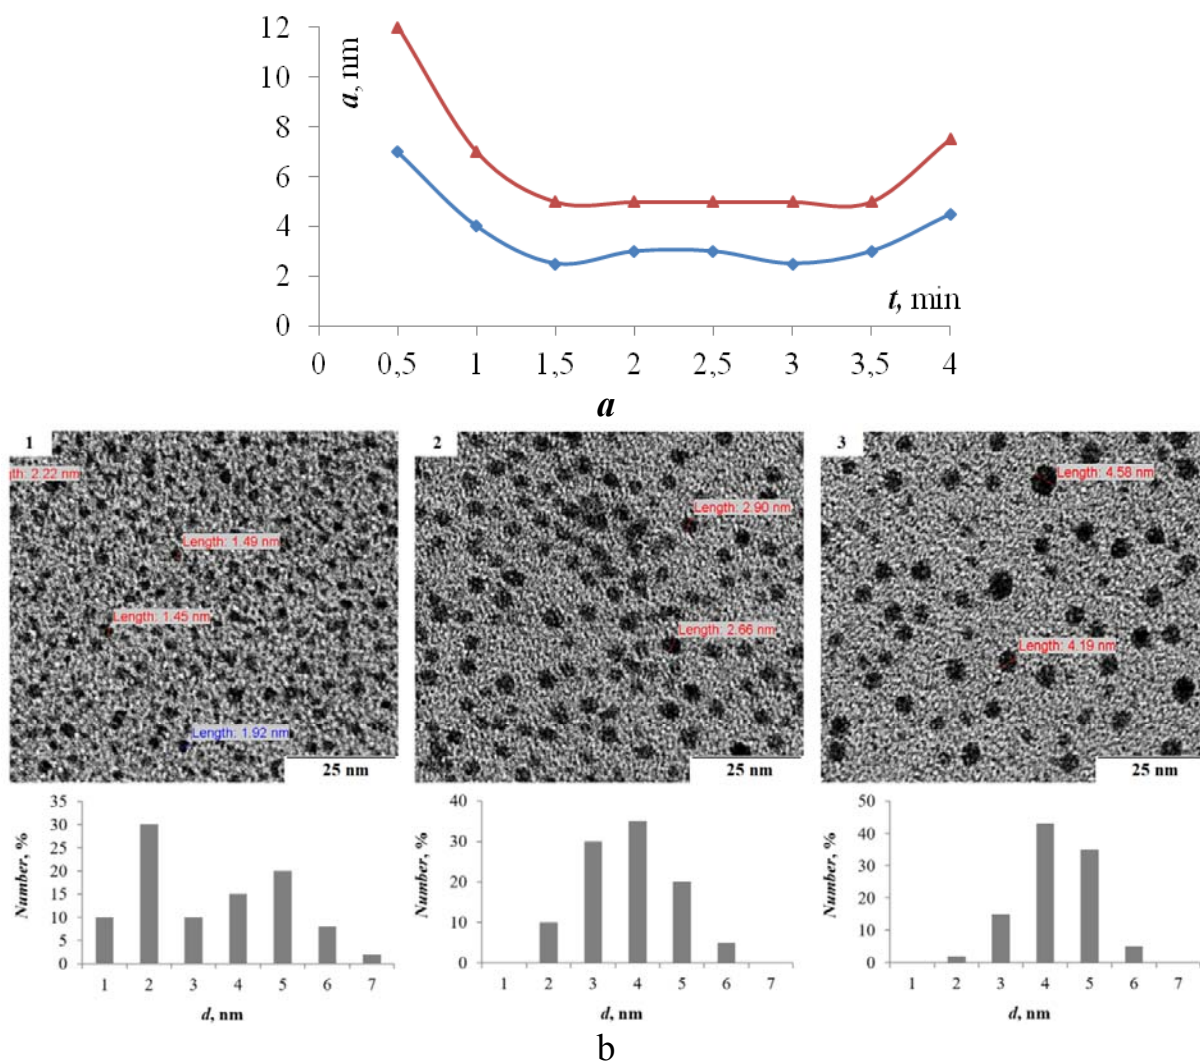 12
10
8
6
4
2
0
a, nm
t, min
0 0,5 1 1,5 2 2,5 3 3,5 4
a
1
gth: 2.22 nm
Length: 1.49 nm
Length: 1.45 nm
Length: 1.92 nm
25 nm
2
Length: 2.90 nm
Length: 2.66 nm
25 nm
3
Length: 4.58 nm
Length: 4.19 nm
25 nm
35
30
25
20
15
10
5
0
Number, %
1 2 3 4 5 6 7
d, nm
40
30
20
10
0
Number, %
1 2 3 4 5 6 7
d, nm
50
40
30
20
10
0
Number, %
1 2 3 4 5 6 7
d, nm
b